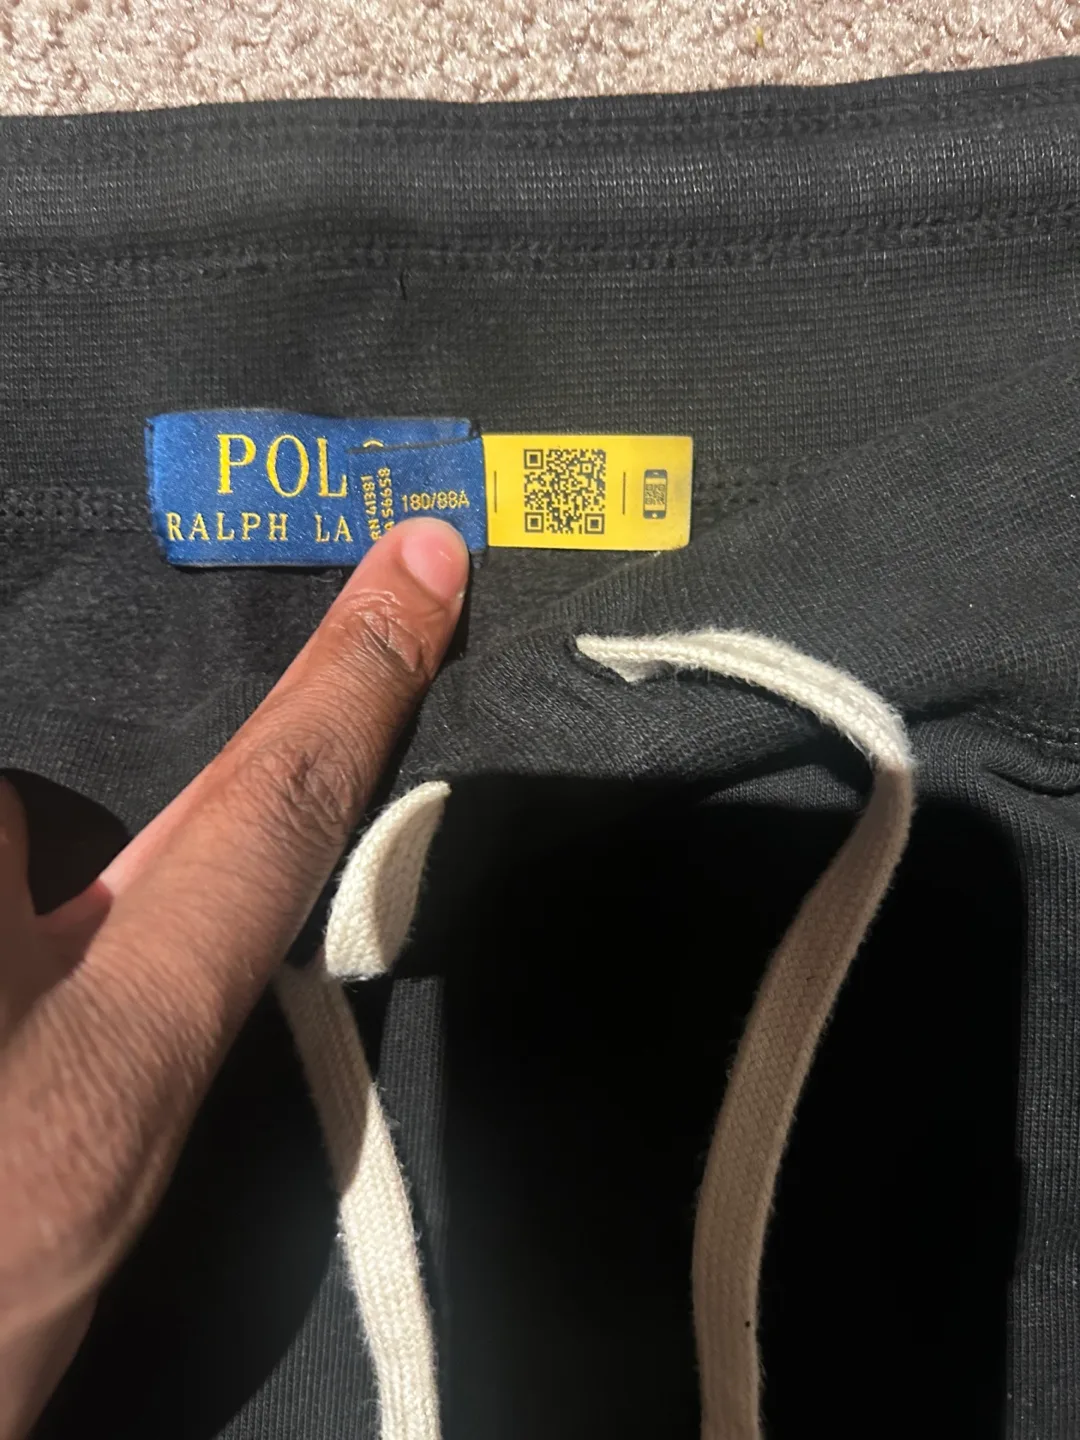 POL
RALPH LA
RN 41381
A 56658
180/88A